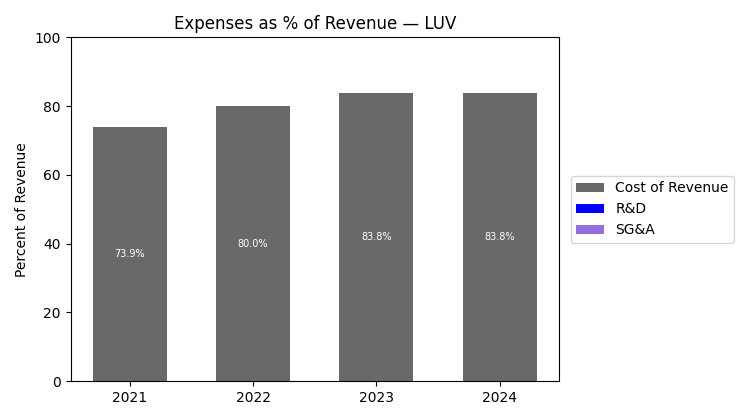 Expenses as % of Revenue — LUV
Percent of Revenue
100
80
60
40
20
0
73.9%
80.0%
83.8%
83.8%
2021
2022
2023
2024
Cost of Revenue
R&D
SG&A